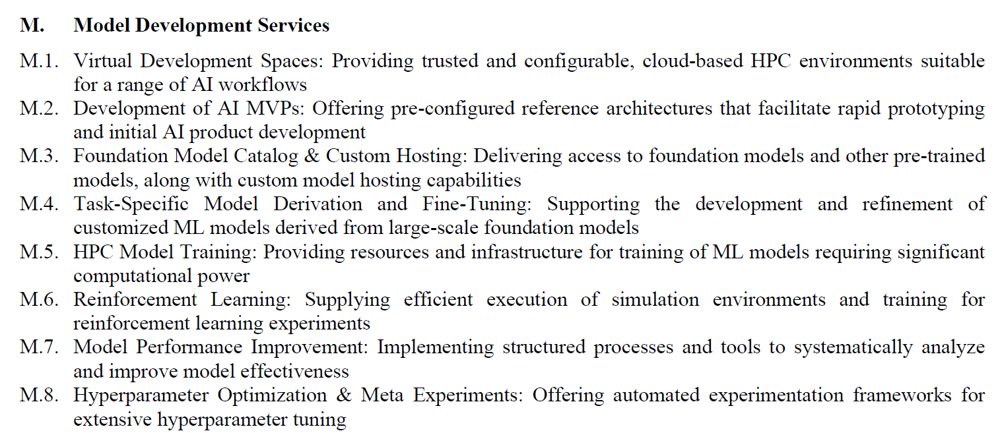 M. Model Development Services
M.1. Virtual Development Spaces: Providing trusted and configurable, cloud-based HPC environments suitable
for a range of AI workflows
M.2. Development of AI MVPs: Offering pre-configured reference architectures that facilitate rapid prototyping
and initial AI product development
M.3. Foundation Model Catalog & Custom Hosting: Delivering access to foundation models and other pre-trained
models, along with custom model hosting capabilities
M.4. Task-Specific Model Derivation and Fine-Tuning: Supporting the development and refinement of
customized ML models derived from large-scale foundation models
M.5. HPC Model Training: Providing resources and infrastructure for training of ML models requiring significant
computational power
M.6. Reinforcement Learning: Supplying efficient execution of simulation environments and training for
reinforcement learning experiments
M.7. Model Performance Improvement: Implementing structured processes and tools to systematically analyze
and improve model effectiveness
M.8. Hyperparameter Optimization & Meta Experiments: Offering automated experimentation frameworks for
extensive hyperparameter tuning